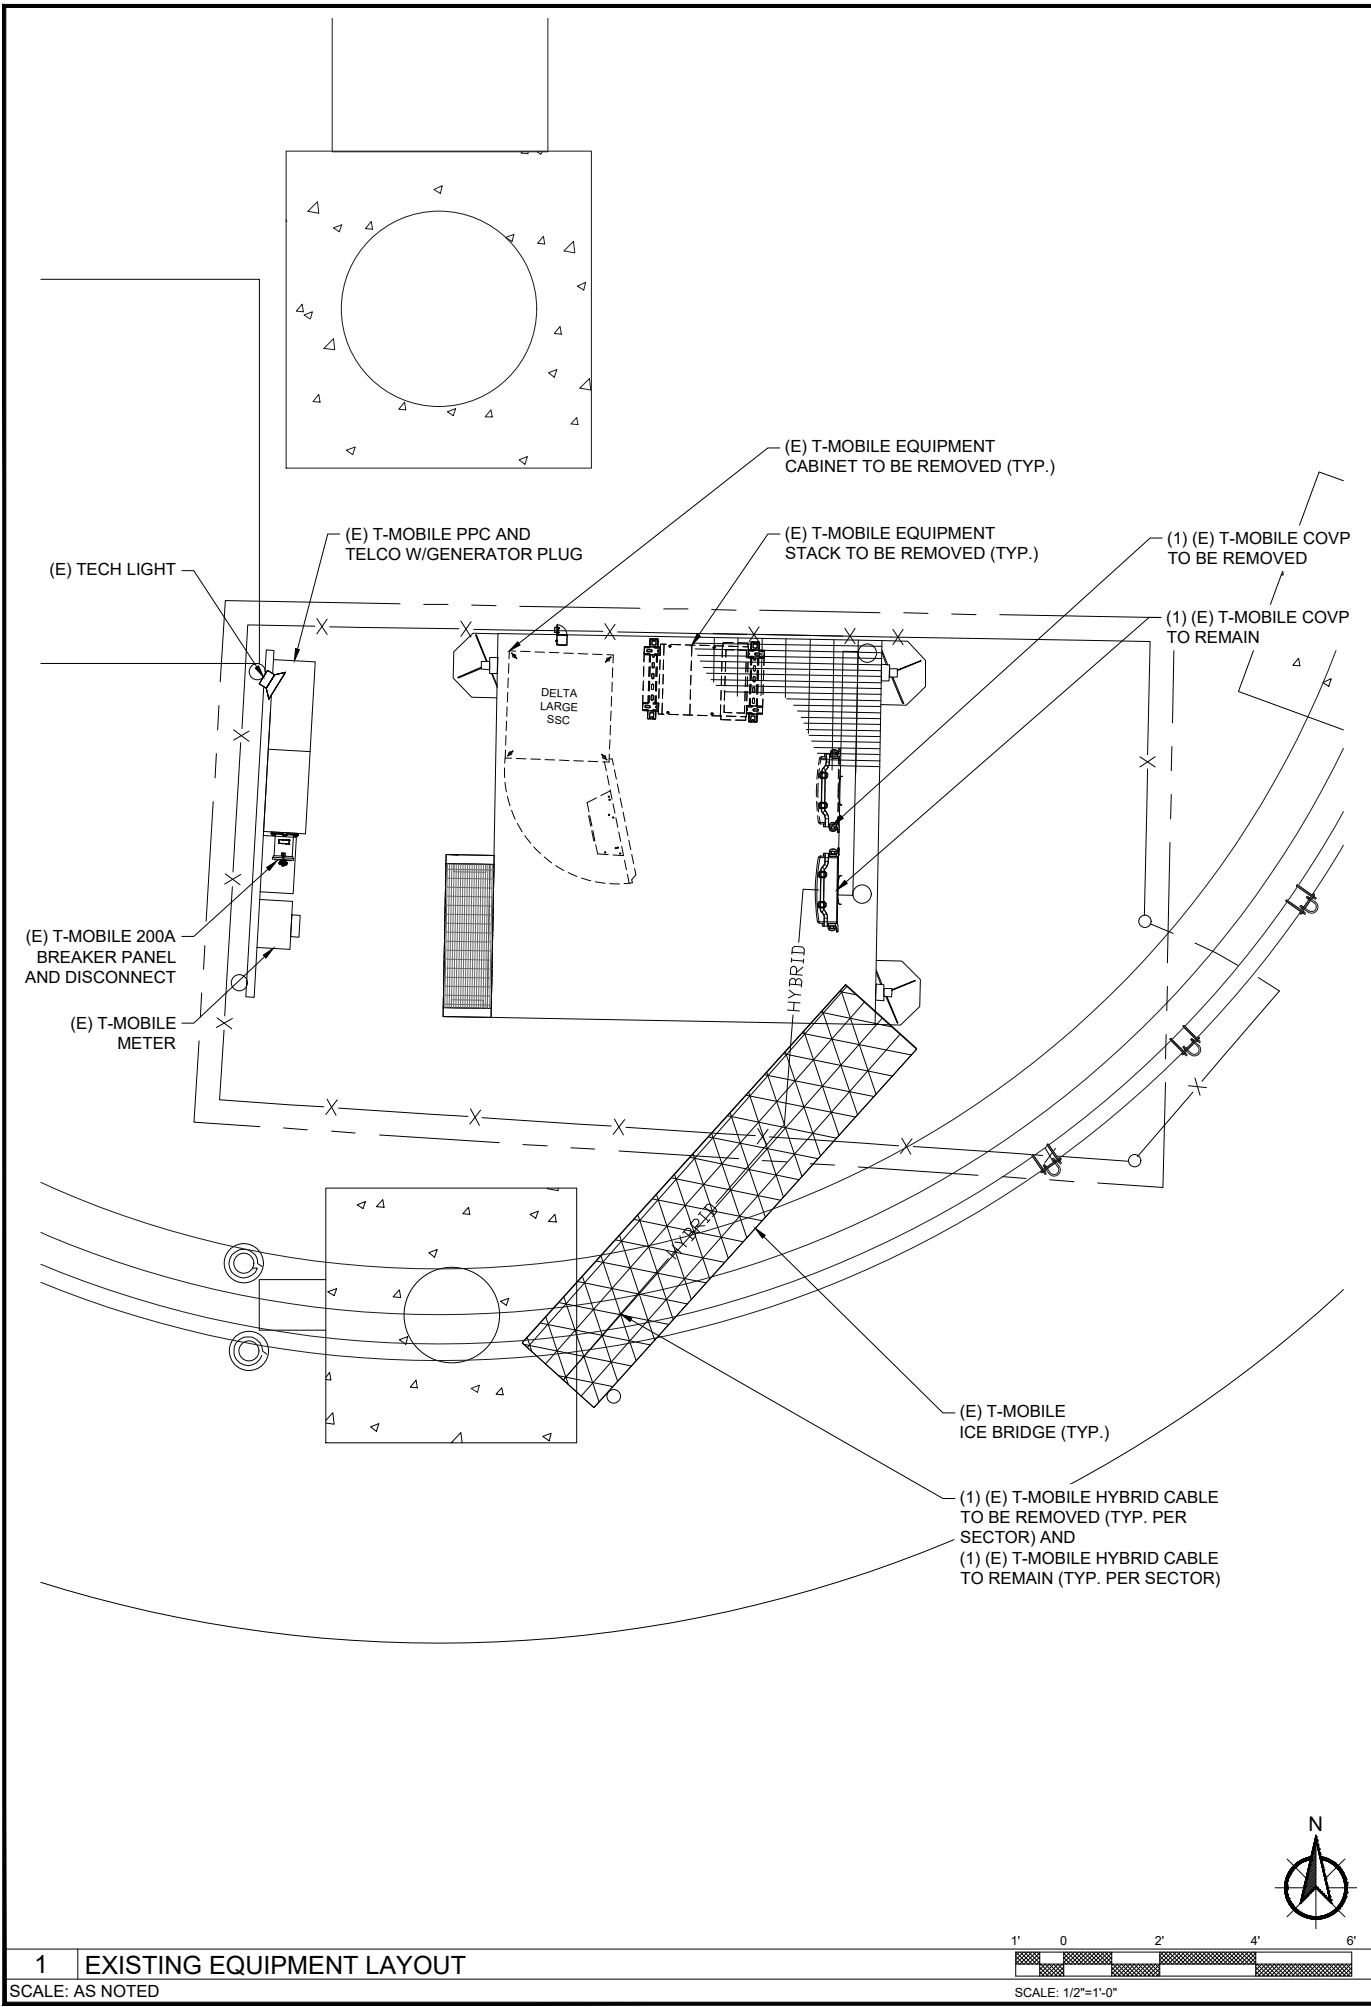 (E) T-MOBILE EQUIPMENT
CABINET TO BE REMOVED (TYP.)
(E) T-MOBILE PPC AND
TELCO W/GENERATOR PLUG
(E) T-MOBILE EQUIPMENT
STACK TO BE REMOVED (TYP.)
(1) (E) T-MOBILE COVP
TO BE REMOVED
(E) TECH LIGHT
(1) (E) T-MOBILE COVP
TO REMAIN
X X X X X X
DELTA
LARGE
SSC
X
X
X
(E) T-MOBILE 200A
BREAKER PANEL
AND DISCONNECT
HYBRID
(E) T-MOBILE
METER
X
X
X X X X X
HYBRID
(E) T-MOBILE
ICE BRIDGE (TYP.)
(1) (E) T-MOBILE HYBRID CABLE
TO BE REMOVED (TYP. PER
SECTOR) AND
(1) (E) T-MOBILE HYBRID CABLE
TO REMAIN (TYP. PER SECTOR)
N
1 EXISTING EQUIPMENT LAYOUT
SCALE: AS NOTED
1' 0 2' 4' 6'
SCALE: 1/2"=1'-0"